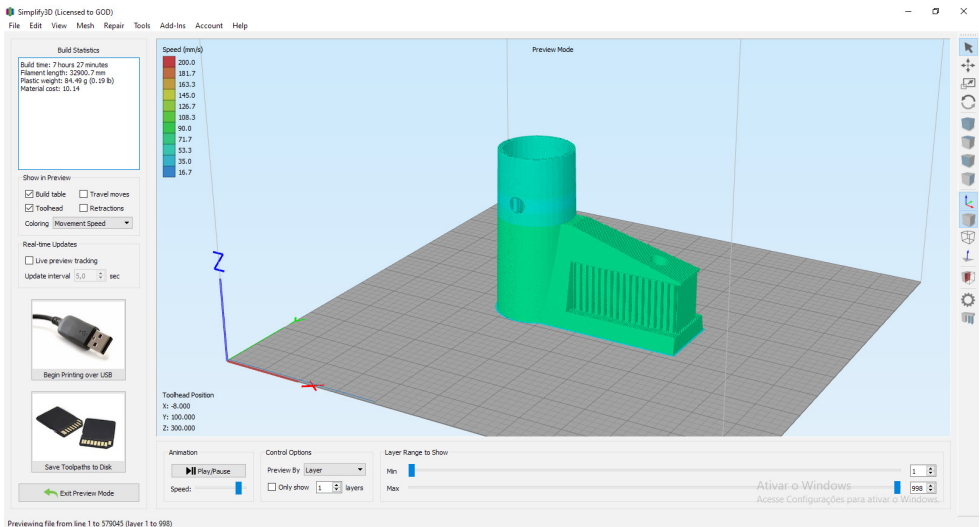 Simplify3D (Licensed to GOD)
File Edit View Mesh Repair Tools Add-Ins Account Help
Build Statistics
Build time: 7 hours 27 minutes
Filament length: 32900.7 mm
Plastic weight: 84.49 g (0.19 lb)
Material cost: 10.14
Show in Preview
Build table Travel moves
Toolhead Retractions
Coloring Movement Speed
Real-time Updates
Live preview tracking
Update interval 5,0 sec
Begin Printing over USB
Save Toolpaths to Disk
Exit Preview Mode
Speed (mm/s)
200.0
181.7
163.3
145.0
126.7
108.3
90.0
71.7
53.3
35.0
16.7
Preview Mode
Z
X
Toolhead Position
X: -8.000
Y: 100.000
Z: 300.000
Animation
Play/Pause
Speed:
Control Options
Preview By Layer
Only show 1 layers
Layer Range to Show
Min 1
Max 998
Ativar o Windows
Acesse Configurações para ativar o Windows.
Previewing file from line 1 to 579045 (layer 1 to 998)